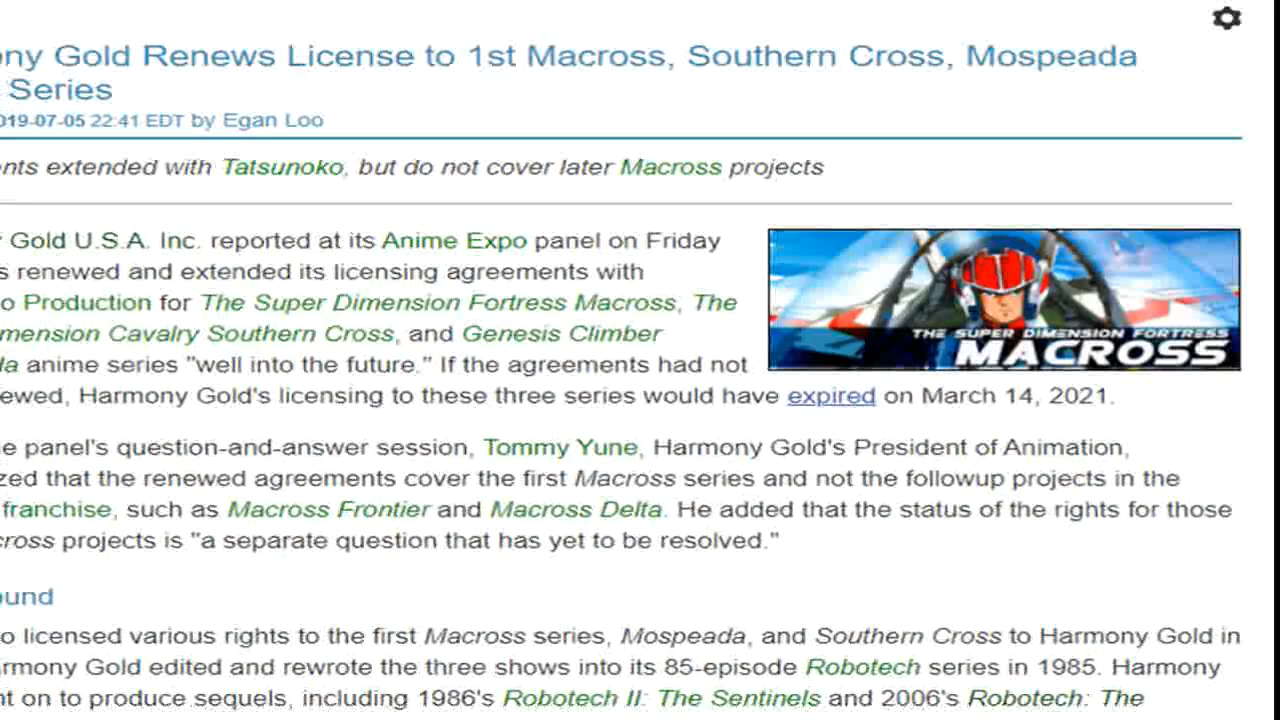 ony Gold Renews License to 1st Macross, Southern Cross, Mospeada
Series
019-07-05 22:41 EDT by Egan Loo
nts extended with Tatsunoko, but do not cover later Macross projects
Gold U.S.A. Inc. reported at its Anime Expo panel on Friday
s renewed and extended its licensing agreements with
o Production for The Super Dimension Fortress Macross, The
mension Cavalry Southern Cross, and Genesis Climber
da anime series "well into the future." If the agreements had not
ewed, Harmony Gold's licensing to these three series would have expired on March 14, 2021.
THE SUPER DIMENSION FORTRESS
MACROSS
e panel's question-and-answer session, Tommy Yune, Harmony Gold's President of Animation,
zed that the renewed agreements cover the first Macross series and not the followup projects in the
franchise, such as Macross Frontier and Macross Delta. He added that the status of the rights for those
cross projects is "a separate question that has yet to be resolved."
ound
o licensed various rights to the first Macross series, Mospeada, and Southern Cross to Harmony Gold in
rmony Gold edited and rewrote the three shows into its 85-episode Robotech series in 1985. Harmony
nt on to produce sequels, including 1986's Robotech II: The Sentinels and 2006's Robotech: The